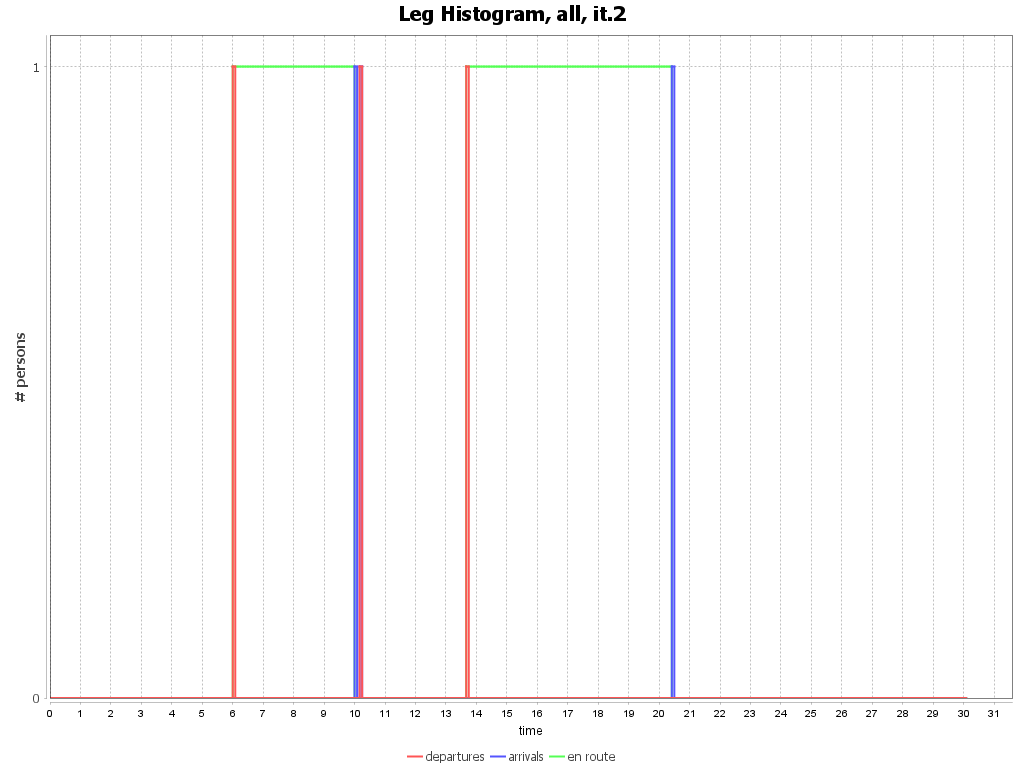 Leg Histogram, all, it.2
1
# persons
0
0 1 2 3 4 5 6 7 8 9 10 11 12 13 14 15 16 17 18 19 20 21 22 23 24 25 26 27 28 29 30 31
time
departures arrivals en route